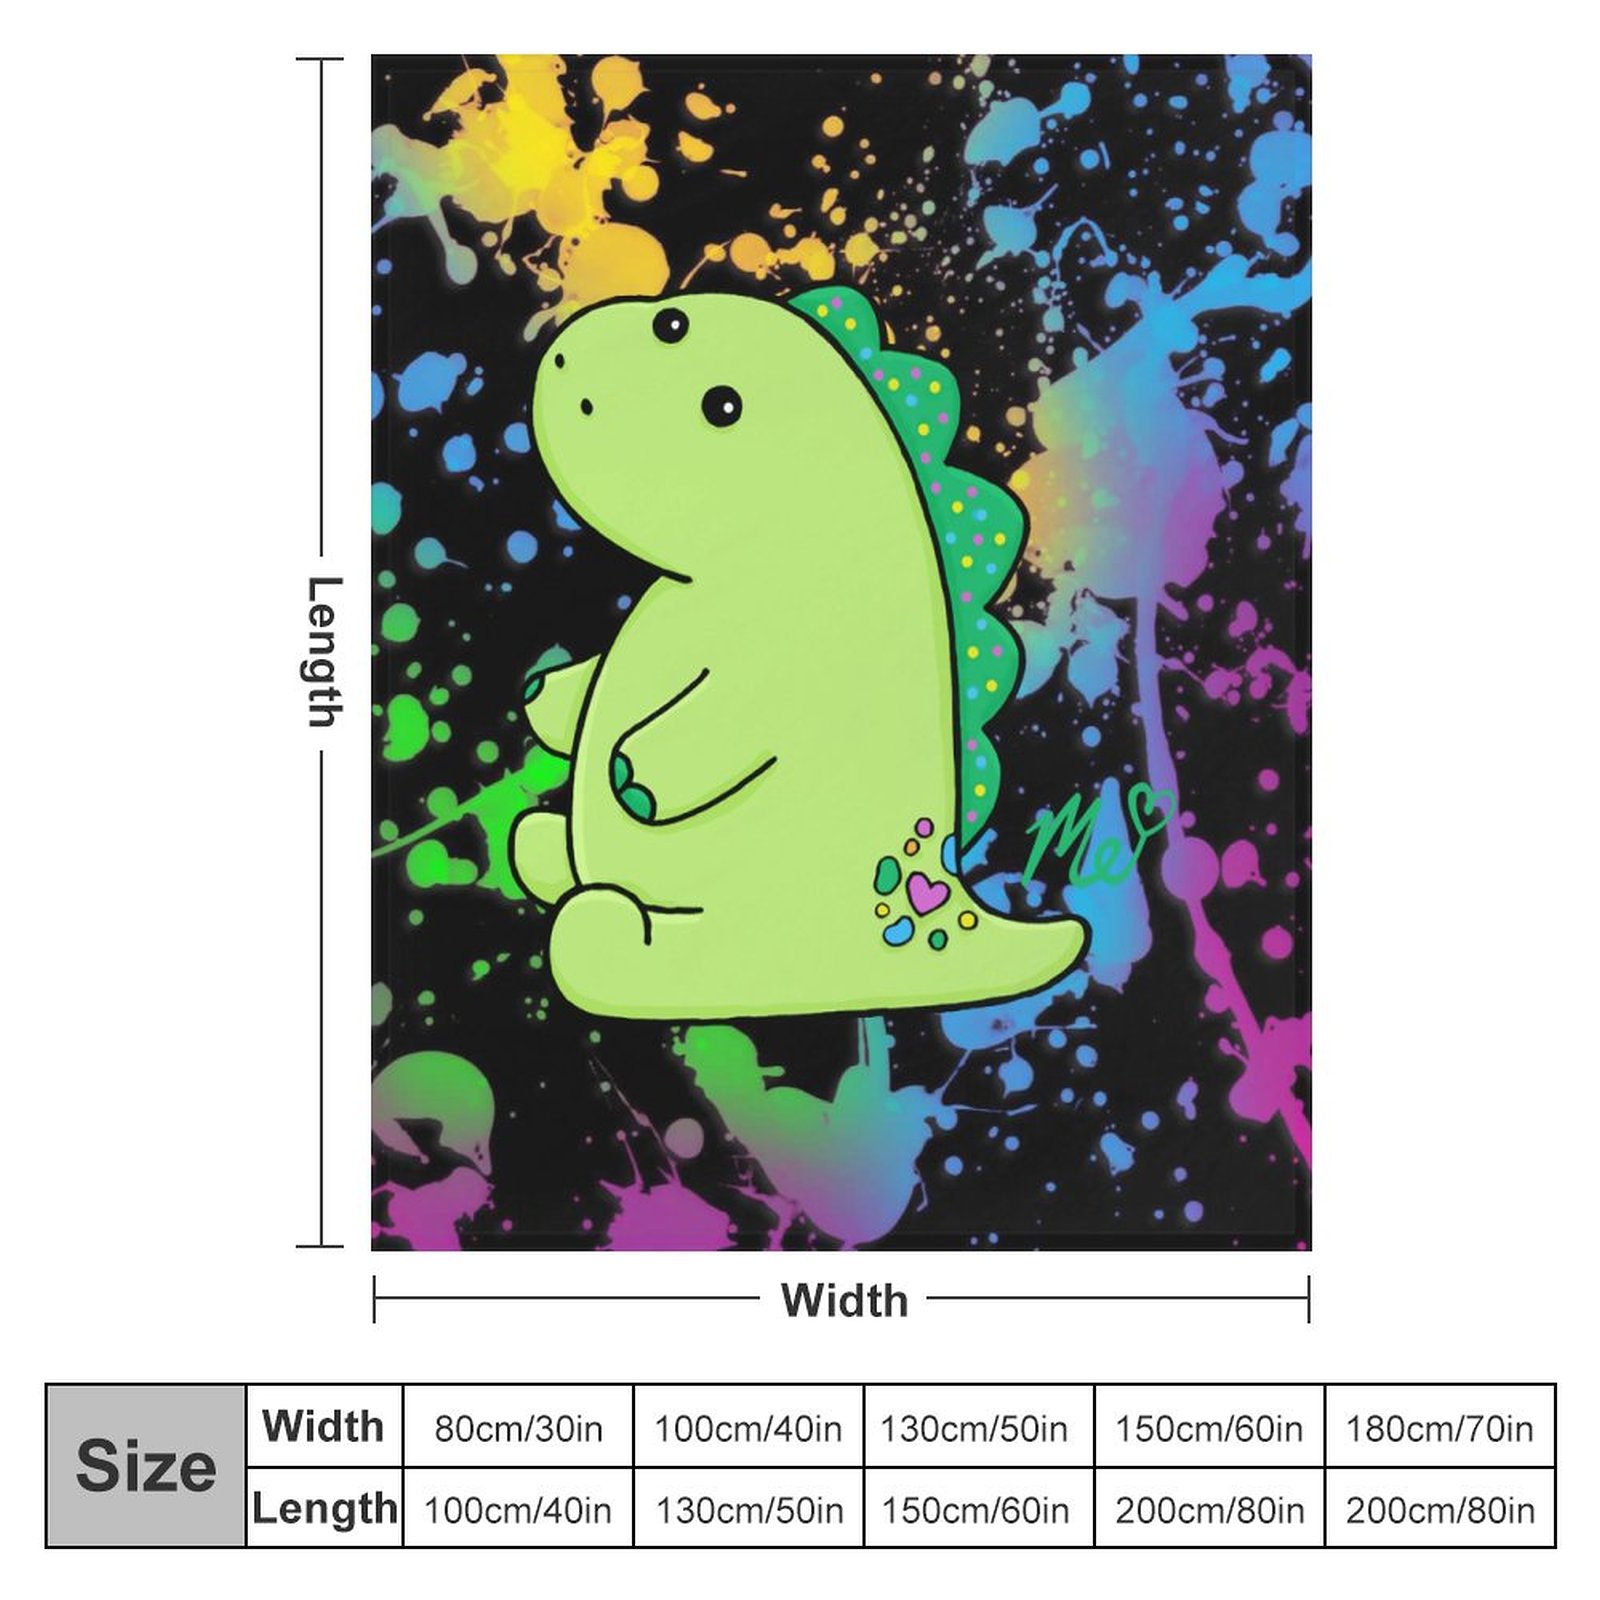 Length
Me
Width
Size
Width 80cm/30in 100cm/40in 130cm/50in 150cm/60in 180cm/70in
Length 100cm/40in 130cm/50in 150cm/60in 200cm/80in 200cm/80in